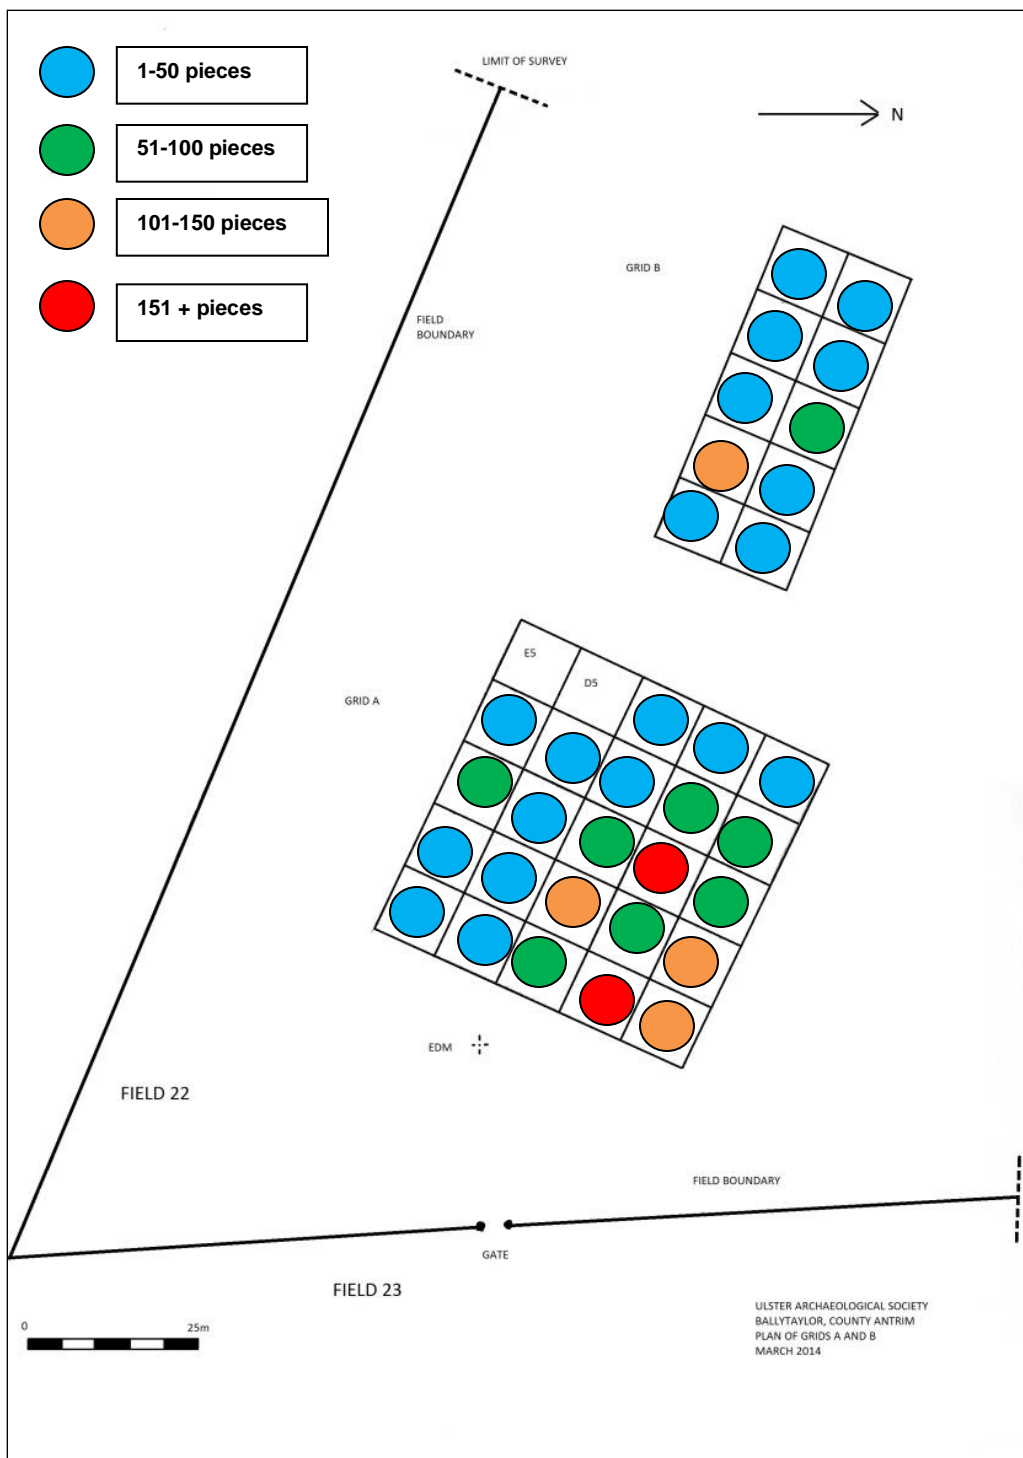 1-50 pieces
51-100 pieces
101-150 pieces
151 + pieces
LIMIT OF SURVEY
N
GRID B
FIELD
BOUNDARY
E5
D5
GRID A
EDM
FIELD 22
FIELD BOUNDARY
GATE
FIELD 23
0
25m
ULSTER ARCHAEOLOGICAL SOCIETY
BALLYTAYLOR, COUNTY ANTRIM
PLAN OF GRIDS A AND B
MARCH 2014